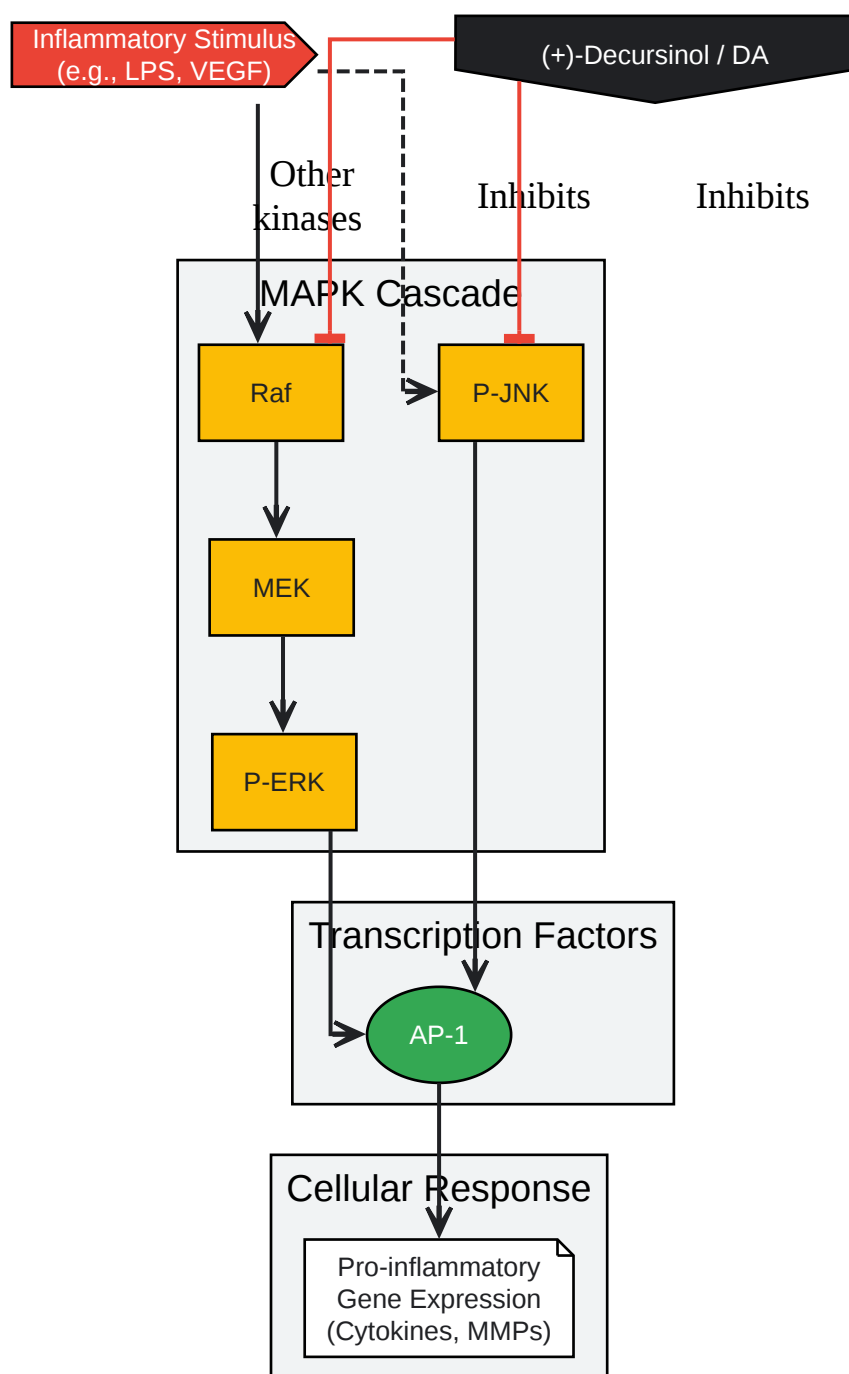 Inflammatory Stimulus
(e.g., LPS, VEGF)
(+)-Decursinol / DA
Other
kinases
Inhibits
Inhibits
MAPK Cascade
Raf
P-JNK
MEK
P-ERK
Transcription Factors
AP-1
Cellular Response
Pro-inflammatory
Gene Expression
(Cytokines, MMPs)